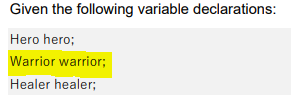 Given the following variable declarations:
Hero hero;
Warrior warrior;
Healer healer;